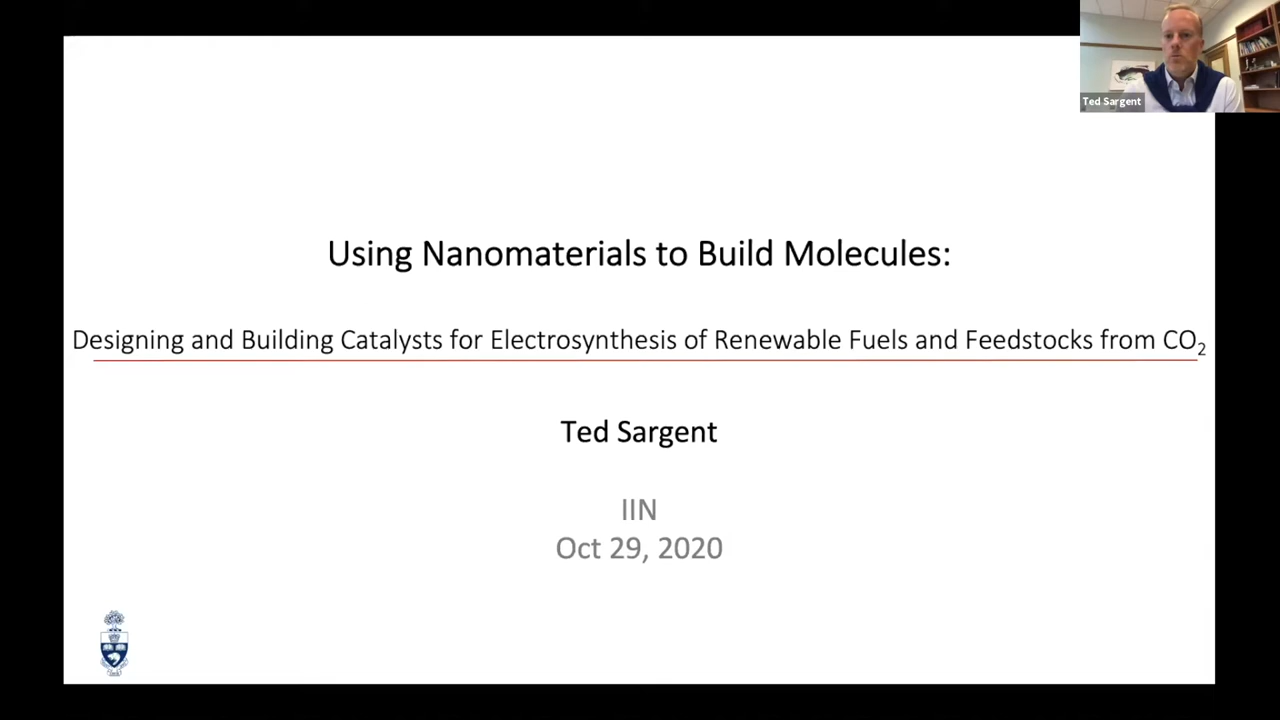 Ted Sargent
Using Nanomaterials to Build Molecules:
Designing and Building Catalysts for Electrosynthesis of Renewable Fuels and Feedstocks from CO₂
Ted Sargent
IIN
Oct 29, 2020